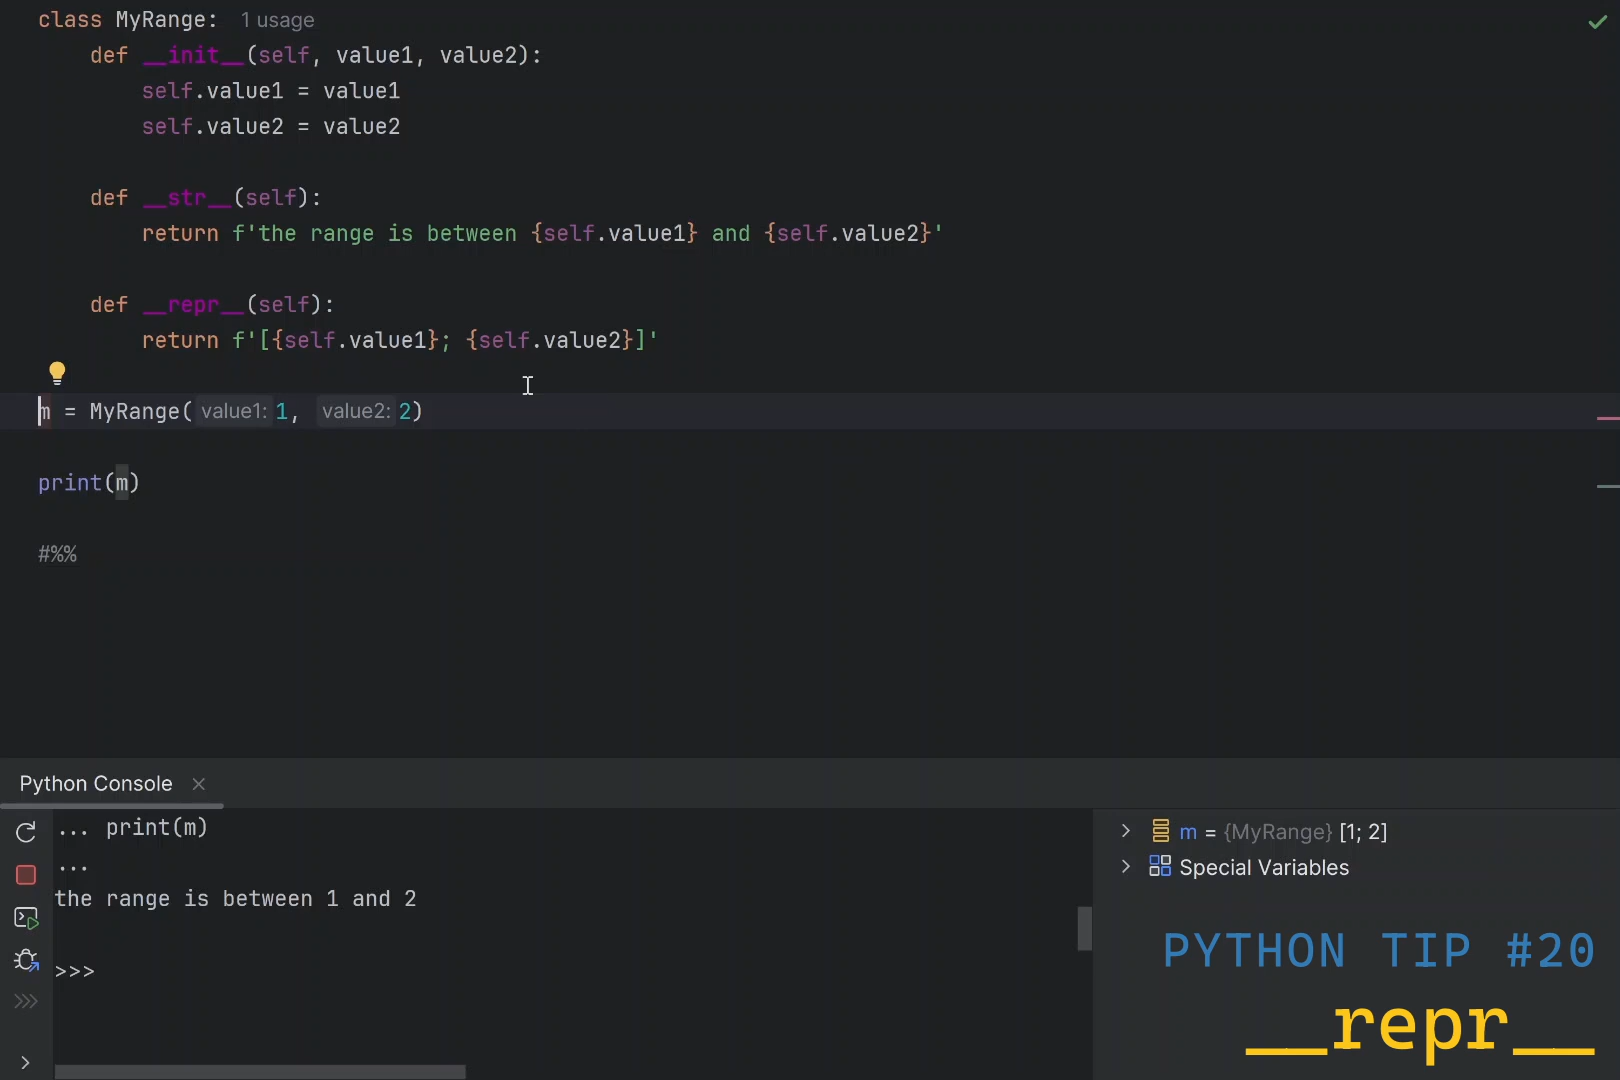 class MyRange: 1 usage
    def __init__(self, value1, value2):
        self.value1 = value1
        self.value2 = value2

    def __str__(self):
        return f'the range is between {self.value1} and {self.value2}'

    def __repr__(self):
        return f'[{self.value1}; {self.value2}]'

m = MyRange( value1: 1, value2: 2)

print(m)

#%%

Python Console
... print(m)
...
the range is between 1 and 2
>>>
m = {MyRange} [1; 2]
Special Variables
PYTHON TIP #20
__repr__